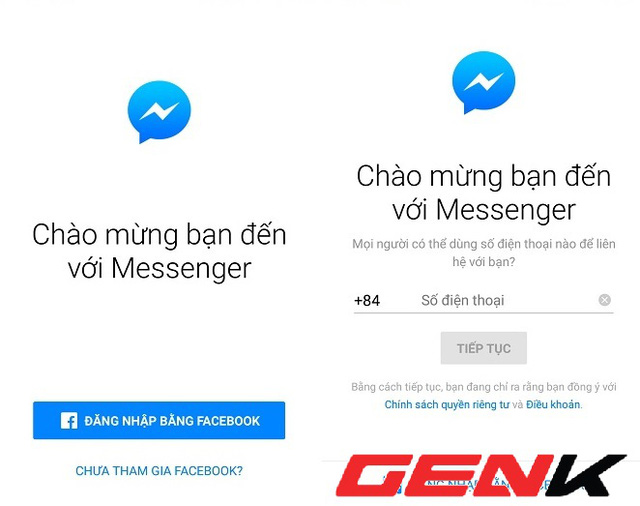 Chào mừng bạn đến
với Messenger
ĐĂNG NHẬP BẰNG FACEBOOK
CHƯA THAM GIA FACEBOOK?
Chào mừng bạn đến
với Messenger
Mọi người có thể dùng số điện thoại nào để liên
hệ với bạn?
+84 Số điện thoại
TIẾP TỤC
Bằng cách tiếp tục, bạn đang chỉ ra rằng bạn đồng ý với
Chính sách quyền riêng tư và Điều khoản.
GENK